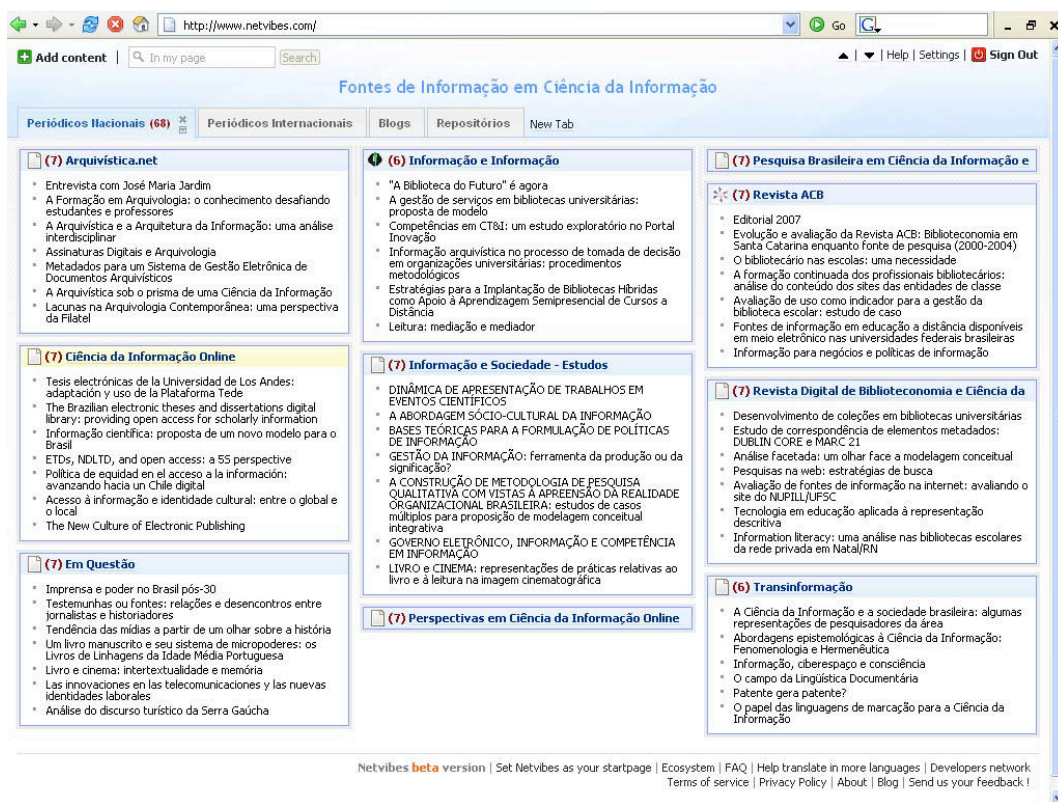 http://www.netvibes.com/
Go
G
Add content | In my page Search
▲ | ▼ | Help | Settings | Sign Out
Fontes de Informação em Ciência da Informação
Periódicos Nacionais (68) Periódicos Internacionais Blogs Repositórios New Tab
(7) Arquivística.net
Entrevista com José Maria Jardim
A Formação em Arquivologia: o conhecimento desafiando
estudantes e professores
A Arquivística e a Arquitetura da Informação: uma análise
interdisciplinar
Assinaturas Digitais e Arquivologia
Metadados para um Sistema de Gestão Eletrônica de
Documentos Arquivísticos
A Arquivística sob o prisma de uma Ciência da Informação
Lacunas na Arquivologia Contemporânea: uma perspectiva
da Filatel
(7) Ciência da Informação Online
Tesis electrónicas de la Universidad de Los Andes:
adaptación y uso de la Plataforma Tede
The Brazilian electronic theses and dissertations digital
library: providing open access for scholarly information
Informação científica: proposta de um novo modelo para o
Brasil
ETDs, NDLTD, and open access: a 5S perspective
Política de equidad en el acceso a la información:
avanzando hacia un Chile digital
Acesso à informação e identidade cultural: entre o global e
o local
The New Culture of Electronic Publishing
(7) Em Questão
Imprensa e poder no Brasil pós-30
Testemunhas ou fontes: relações e desencontros entre
jornalistas e historiadores
Tendência das mídias a partir de um olhar sobre a história
Um livro manuscrito e seu sistema de micropoderes: os
Livros de Linhagens da Idade Média Portuguesa
Livro e cinema: intertextualidade e memória
Las innovaciones en las telecomunicaciones y las nuevas
identidades laborales
Análise do discurso turístico da Serra Gaúcha
(6) Informação e Informação
"A Biblioteca do Futuro" é agora
A gestão de serviços em bibliotecas universitárias:
proposta de modelo
Competências em CT&I: um estudo exploratório no Portal
Inovação
Informação arquivística no processo de tomada de decisão
em organizações universitárias: procedimentos
metodológicos
Estratégias para a Implantação de Bibliotecas Híbridas
como Apoio à Aprendizagem Semipresencial de Cursos a
Distância
Leitura: mediação e mediador
(7) Informação e Sociedade - Estudos
DINÂMICA DE APRESENTAÇÃO DE TRABALHOS EM
EVENTOS CIENTÍFICOS
A ABORDAGEM SÓCIO-CULTURAL DA INFORMAÇÃO
BASES TEÓRICAS PARA A FORMULAÇÃO DE POLÍTICAS
DE INFORMAÇÃO
GESTÃO DA INFORMAÇÃO: ferramenta da produção ou da
significação?
A CONSTRUÇÃO DE METODOLOGIA DE PESQUISA
QUALITATIVA COM VISTAS À APREENSÃO DA REALIDADE
ORGANIZACIONAL BRASILEIRA: estudos de casos
múltiplos para proposição de modelagem conceitual
integrativa
GOVERNO ELETRÔNICO, INFORMAÇÃO E COMPETÊNCIA
EM INFORMAÇÃO
LIVRO e CINEMA: representações de práticas relativas ao
livro e à leitura na imagem cinematográfica
(7) Perspectivas em Ciência da Informação Online
(7) Pesquisa Brasileira em Ciência da Informação e
(7) Revista ACB
Editorial 2007
Evolução e avaliação da Revista ACB: Biblioteconomia em
Santa Catarina enquanto fonte de pesquisa (2000-2004)
O bibliotecário nas escolas: uma necessidade
A formação continuada dos profissionais bibliotecários:
análise do conteúdo dos sites das entidades de classe
Avaliação de uso como indicador para a gestão da
biblioteca escolar: estudo de caso
Fontes de informação em educação a distância disponíveis
em meio eletrônico nas universidades federais brasileiras
Informação para negócios e políticas de informação
(7) Revista Digital de Biblioteconomia e Ciência da
Desenvolvimento de coleções em bibliotecas universitárias
Estudo de correspondência de elementos metadados:
DUBLIN CORE e MARC 21
Análise facetada: um olhar face a modelagem conceitual
Pesquisas na web: estratégias de busca
Avaliação de fontes de informação na internet: avaliando o
site do NUPILL/UFSC
Tecnologia em educação aplicada à representação
descritiva
Information literacy: uma análise nas bibliotecas escolares
da rede privada em Natal/RN
(6) Transinformação
A Ciência da Informação e a sociedade brasileira: algumas
representações de pesquisadores da área
Abordagens epistemológicas à Ciência da Informação:
Fenomenologia e Hermenêutica
Informação, ciberespaço e consciência
O campo da Lingüística Documentária
Patente gera patente?
O papel das linguagens de marcação para a Ciência da
Informação
Netvibes beta version | Set Netvibes as your startpage | Ecosystem | FAQ | Help translate in more languages | Developers network
Terms of service | Privacy Policy | About | Blog | Send us your feedback !